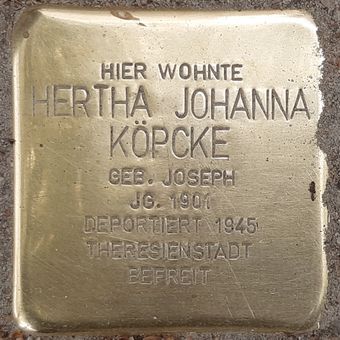 HIER WOHNTE
HERTHA JOHANNA
KÖPCKE
GEB. JOSEPH
JG. 1901
DEPORTIERT 1945
THERESIENSTADT
BEFREIT